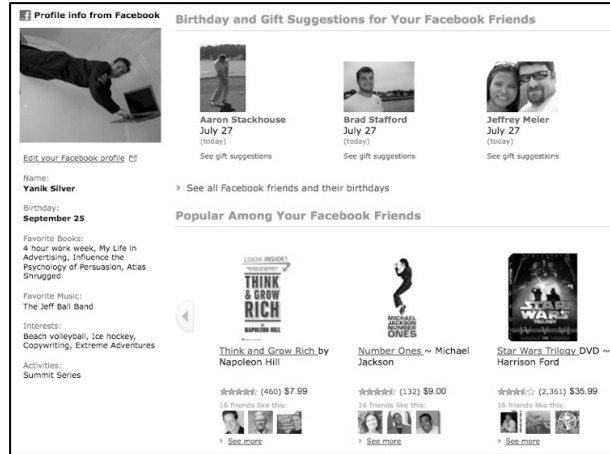 Profile info from Facebook
Edit your Facebook profile
Name:
Yanik Silver
Birthday:
September 25
Favorite Books:
4 hour work week, My Life in
Advertising, Influence the
Psychology of Persuasion, Atlas
Shrugged
Favorite Music:
The Jeff Ball Band
Interests:
Beach volleyball, Ice hockey,
Copywriting, Extreme Adventures
Activities:
Summit Series
Birthday and Gift Suggestions for Your Facebook Friends
Aaron Stackhouse
July 27
(today)
See gift suggestions
Brad Stafford
July 27
(today)
See gift suggestions
Jeffrey Meier
July 27
(today)
See gift suggestions
> See all Facebook friends and their birthdays
Popular Among Your Facebook Friends
LOOK INSIDE!
THINK
& GROW
RICH
NAPOLEON HILL
Think and Grow Rich by
Napoleon Hill
(460) $7.99
16 friends like this:
> See more
MICHAEL
JACKSON
NUMBER
ONES
Number Ones ~ Michael
Jackson
(132) $9.00
16 friends like this:
> See more
STAR
WARS
TRILOGY
Star Wars Trilogy DVD ~
Harrison Ford
(2,361) $35.99
16 friends like this:
> See more